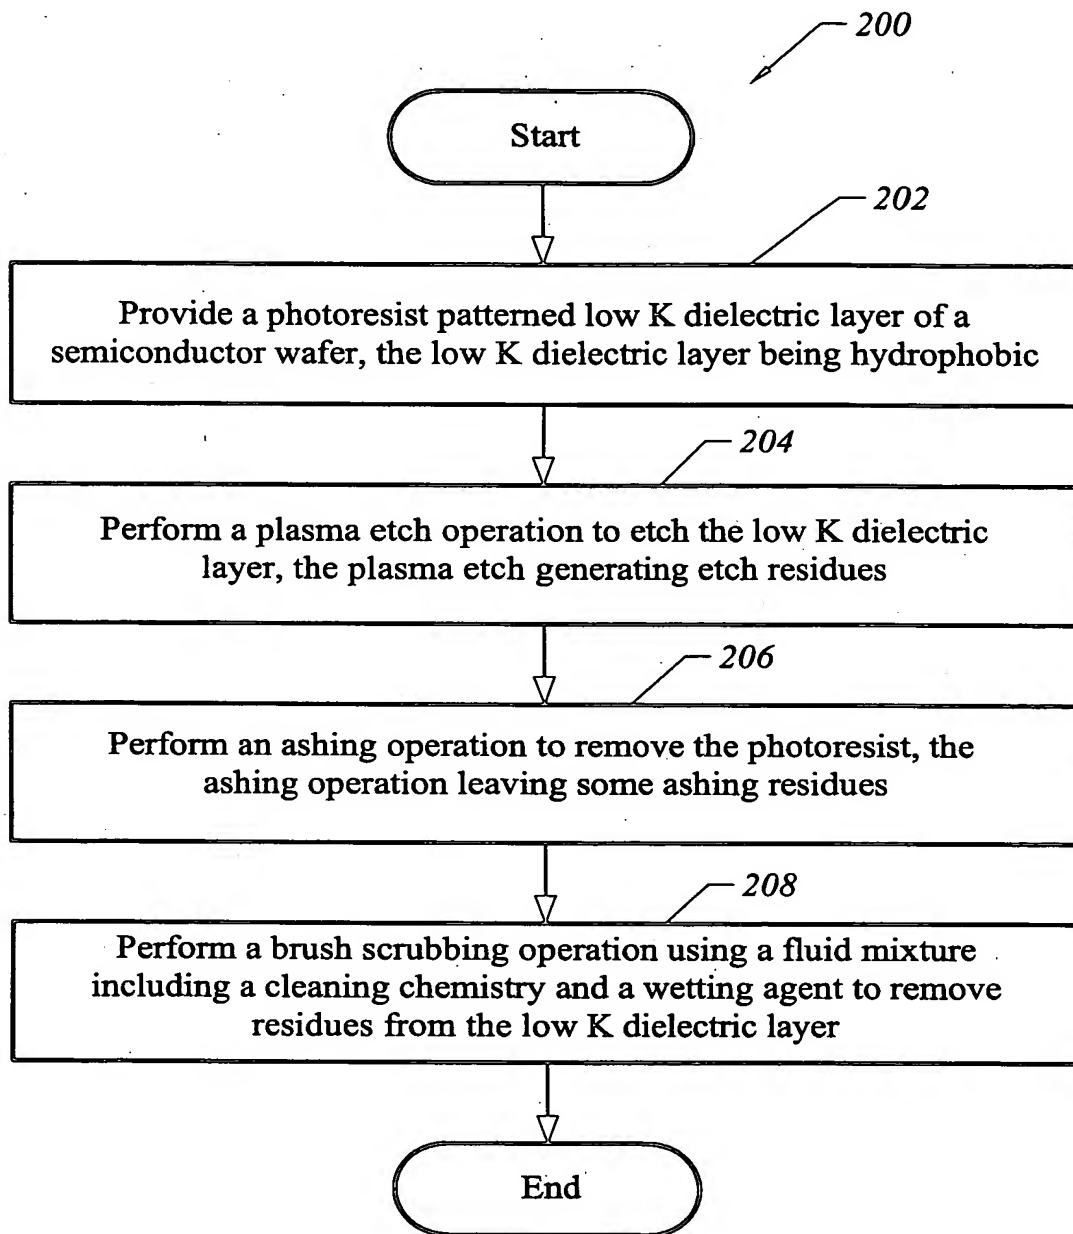 200
Start
202
Provide a photoresist patterned low K dielectric layer of a
semiconductor wafer, the low K dielectric layer being hydrophobic
204
Perform a plasma etch operation to etch the low K dielectric
layer, the plasma etch generating etch residues
206
Perform an ashing operation to remove the photoresist, the
ashing operation leaving some ashing residues
208
Perform a brush scrubbing operation using a fluid mixture
including a cleaning chemistry and a wetting agent to remove
residues from the low K dielectric layer
End